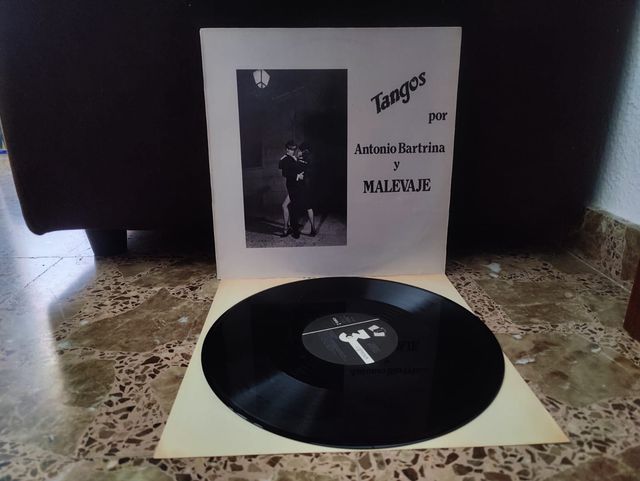 Tangos
por
Antonio Bartrina
y
MALEVAJE